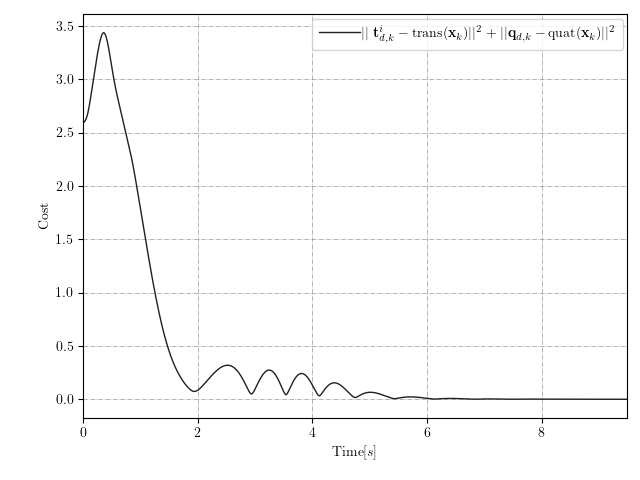 || t^i_{d,k} − trans(x_k)||² + ||q_{d,k} − quat(x_k)||²
3.5
3.0
2.5
2.0
1.5
1.0
0.5
0.0
Cost
0 2 4 6 8
Time[s]